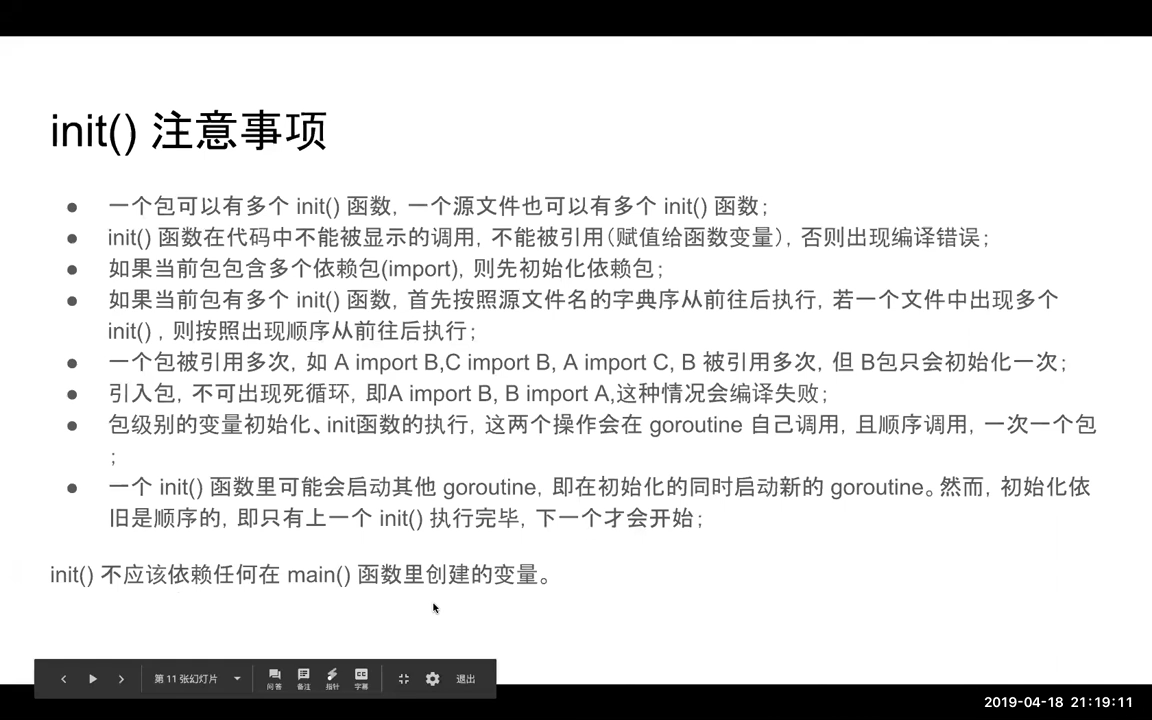 init() 注意事项
● 一个包可以有多个 init() 函数，一个源文件也可以有多个 init() 函数；
● init() 函数在代码中不能被显示的调用，不能被引用（赋值给函数变量），否则出现编译错误；
● 如果当前包包含多个依赖包(import)，则先初始化依赖包；
● 如果当前包有多个 init() 函数，首先按照源文件名的字典序从前往后执行，若一个文件中出现多个
init() ，则按照出现顺序从前往后执行；
● 一个包被引用多次，如 A import B,C import B, A import C, B 被引用多次，但 B包只会初始化一次；
● 引入包，不可出现死循环，即A import B, B import A,这种情况会编译失败；
● 包级别的变量初始化、init函数的执行，这两个操作会在 goroutine 自己调用，且顺序调用，一次一个包
；
● 一个 init() 函数里可能会启动其他 goroutine，即在初始化的同时启动新的 goroutine。然而，初始化依
旧是顺序的，即只有上一个 init() 执行完毕，下一个才会开始；
init() 不应该依赖任何在 main() 函数里创建的变量。
第 11 张幻灯片
问答 备注 指针 字幕
退出
2019-04-18 21:19:11